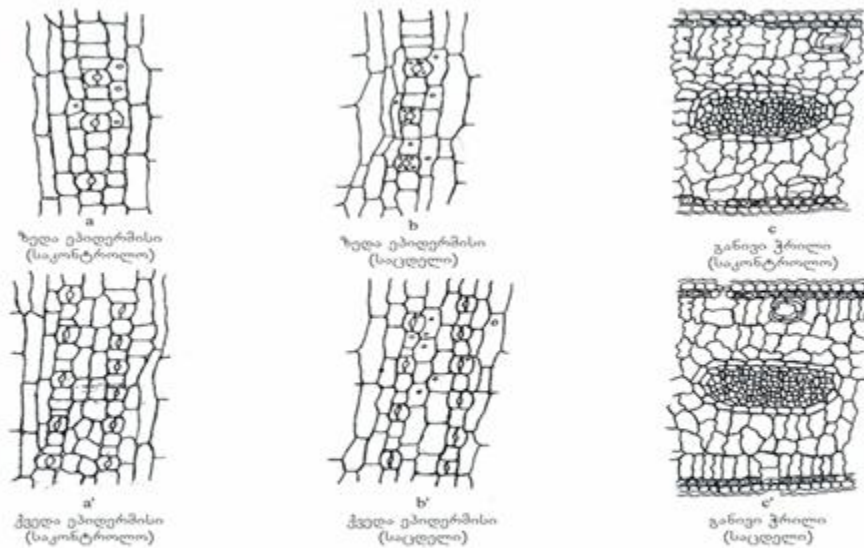 a
ზედა ეპიდერმისი
(საკონტროლო)
b
ზედა ეპიდერმისი
(საცდელი)
c
განივი ჭრილი
(საკონტროლო)
a'
ქვედა ეპიდერმისი
(საკონტროლო)
b'
ქვედა ეპიდერმისი
(საცდელი)
c'
განივი ჭრილი
(საცდელი)